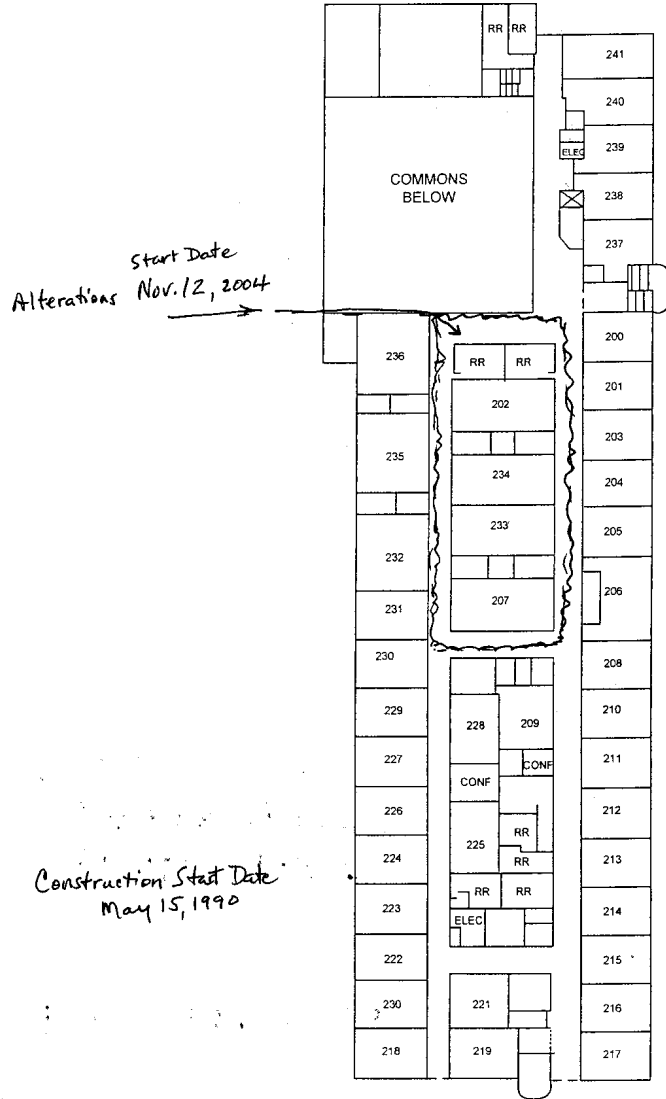 RR RR
241
240
ELEC
239
COMMONS
BELOW
238
237
Start Date
Alterations Nov. 12, 2004
236
RR RR
200
202
201
235
203
234
204
233
205
232
206
207
231
230
208
229
228
209
210
227
CONF
CONF
211
226
225
RR
212
224
RR
213
Construction Start Date
May 15, 1990
223
RR RR
214
ELEC
222
215
230
221
216
218
219
217